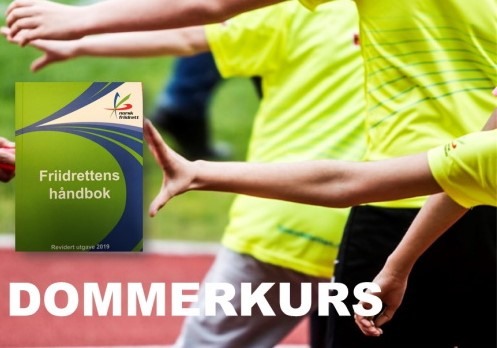 norsk
friidrett
Friidrettens
håndbok
Revidert utgave 2019
DOMMERKURS